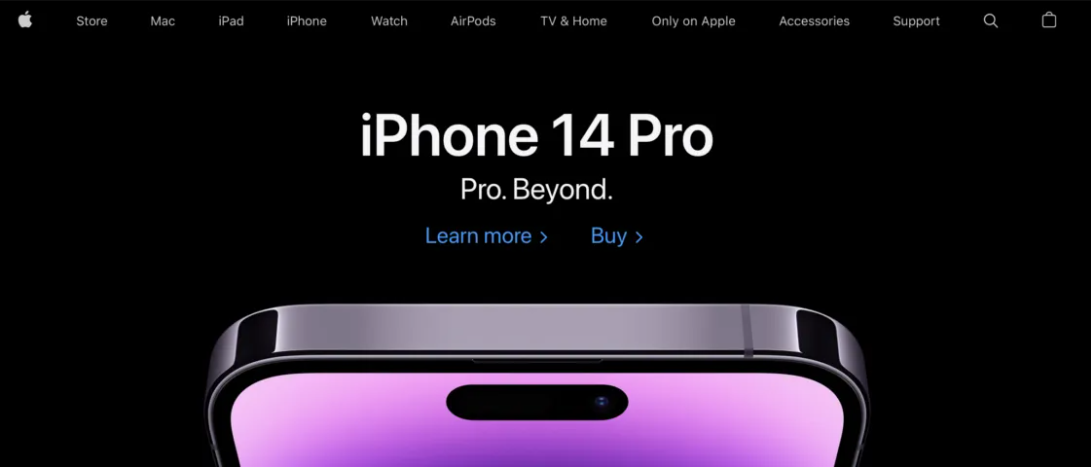 Store Mac iPad iPhone Watch AirPods TV & Home Only on Apple Accessories Support
iPhone 14 Pro
Pro. Beyond.
Learn more > Buy >